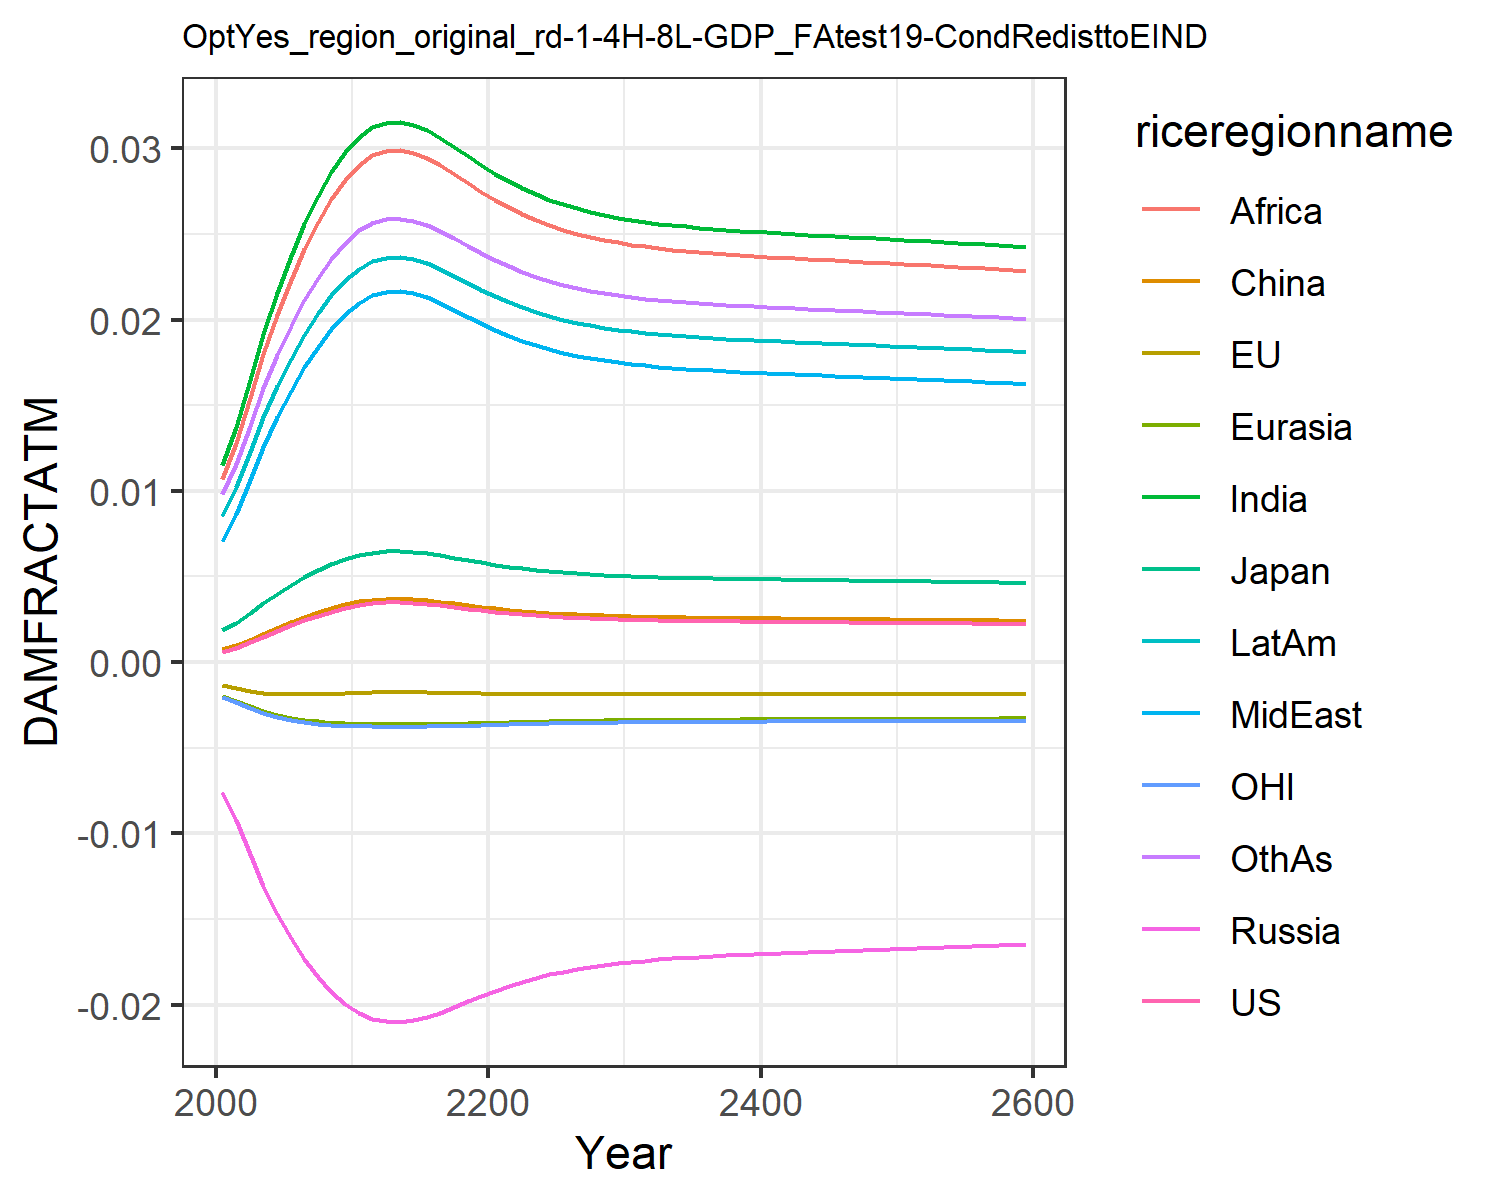 OptYes_region_original_rd-1-4H-8L-GDP_FAtest19-CondRedisttoEIND
DAMFRACTATM
0.03
0.02
0.01
0.00
-0.01
-0.02
2000
2200
2400
2600
Year
riceregionname
Africa
China
EU
Eurasia
India
Japan
LatAm
MidEast
OHI
OthAs
Russia
US